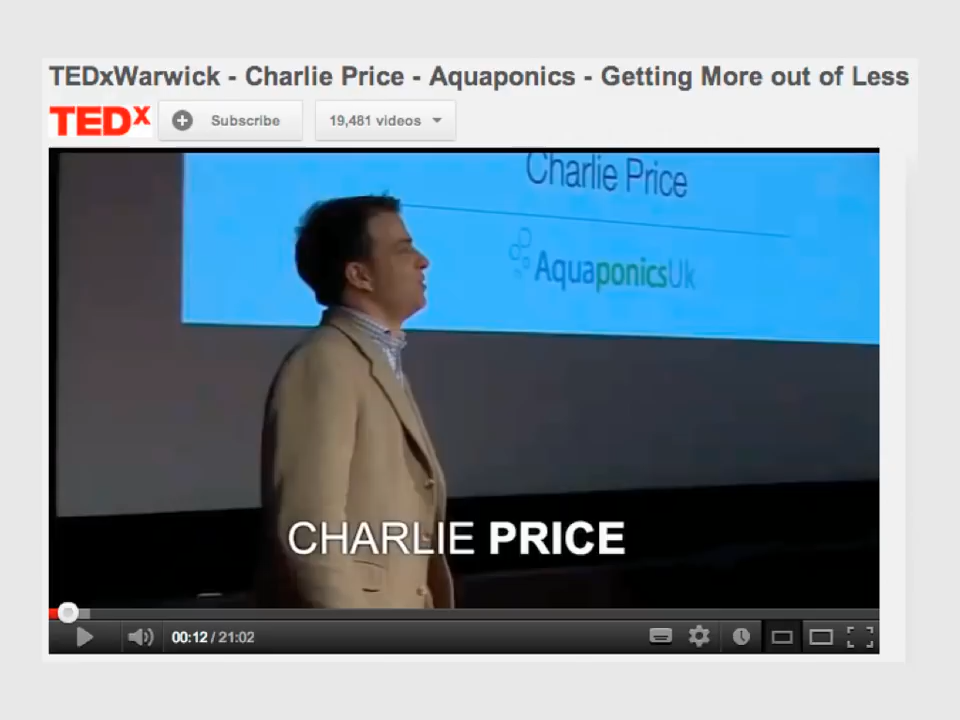 TEDxWarwick - Charlie Price - Aquaponics - Getting More out of Less
TEDx Subscribe 19,481 videos
Charlie Price
AquaponicsUk
CHARLIE PRICE
00:12 / 21:02